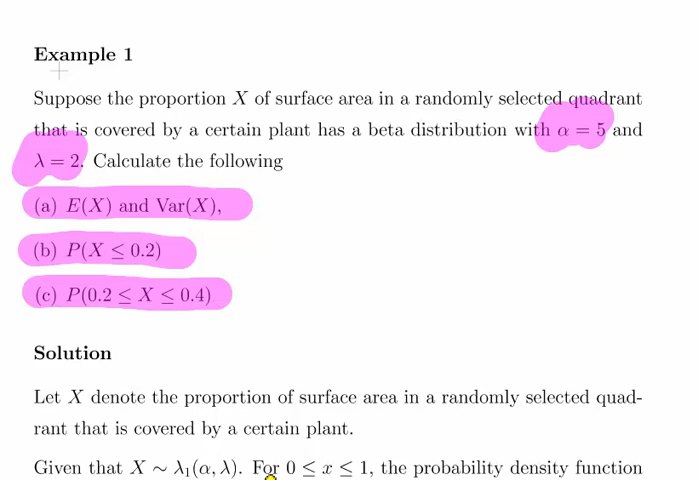 Example 1
Suppose the proportion X of surface area in a randomly selected quadrant
that is covered by a certain plant has a beta distribution with α = 5 and
λ = 2. Calculate the following
(a) E(X) and Var(X),
(b) P(X ≤ 0.2)
(c) P(0.2 ≤ X ≤ 0.4)
Solution
Let X denote the proportion of surface area in a randomly selected quad-
rant that is covered by a certain plant.
Given that X ∼ λ₁(α, λ). For 0 ≤ x ≤ 1, the probability density function